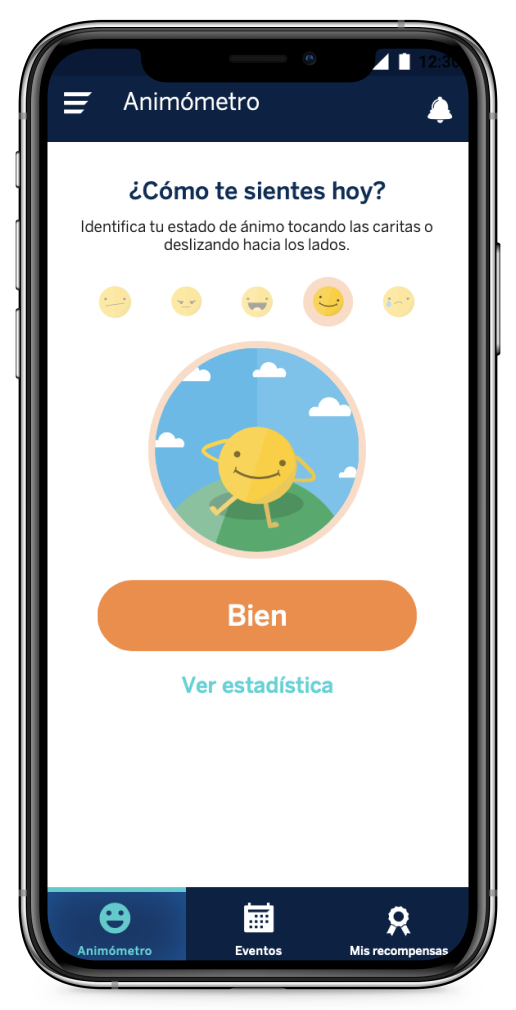 12:30
Animómetro
¿Cómo te sientes hoy?
Identifica tu estado de ánimo tocando las caritas o
deslizando hacia los lados.
Bien
Ver estadística
Animómetro
Eventos
Mis recompensas